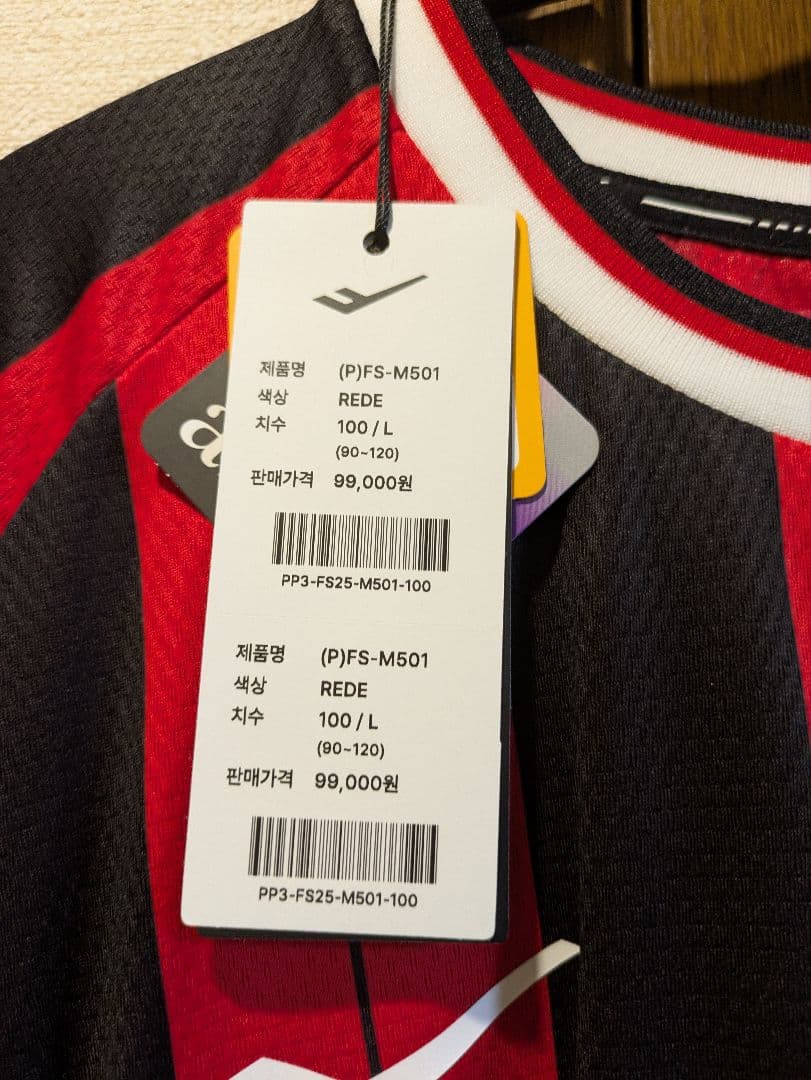 제품명 (P)FS-M501
색상 REDE
치수 100 / L
(90~120)
판매가격 99,000원
PP3-FS25-M501-100
제품명 (P)FS-M501
색상 REDE
치수 100 / L
(90~120)
판매가격 99,000원
PP3-FS25-M501-100